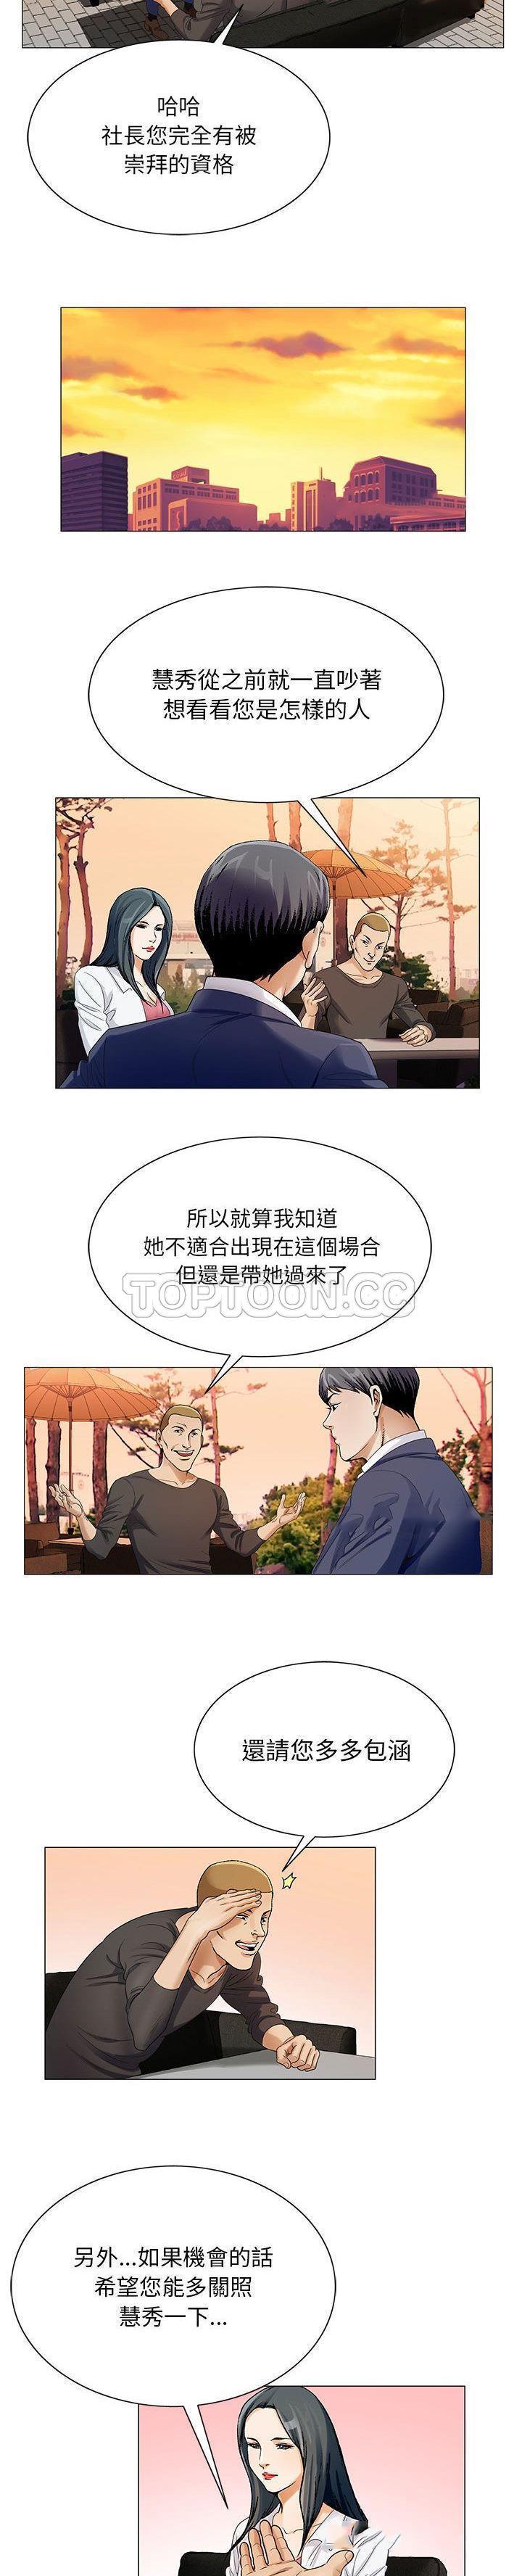 哈哈
社長您完全有被
崇拜的資格
慧秀從之前就一直吵著
想看看您是怎樣的人
所以就算我知道
她不適合出現在這個場合
但還是帶她過來了
TOPTOON.CC
還請您多多包涵
另外...如果機會的話
希望您能多關照
慧秀一下...